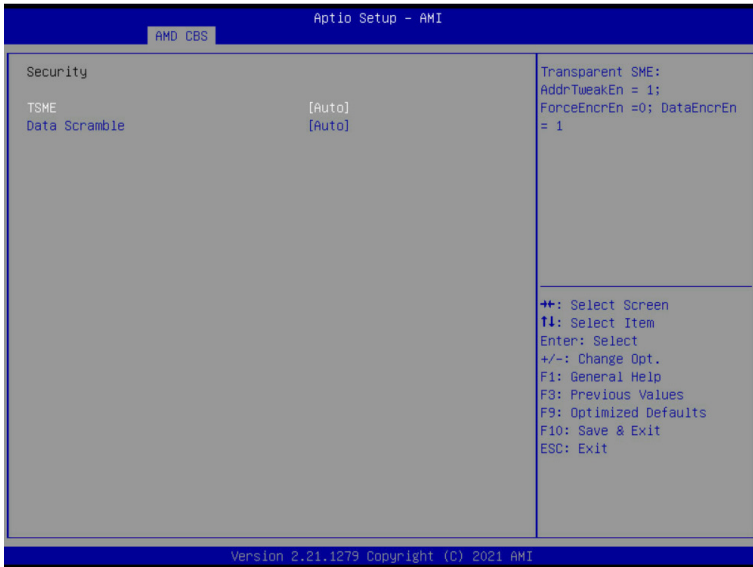 Aptio Setup - AMI
AMD CBS
Security
TSME [Auto]
Data Scramble [Auto]
Transparent SME:
AddrTweakEn = 1;
ForceEncrEn =0; DataEncrEn
= 1
→←: Select Screen
↑↓: Select Item
Enter: Select
+/-: Change Opt.
F1: General Help
F3: Previous Values
F9: Optimized Defaults
F10: Save & Exit
ESC: Exit
Version 2.21.1279 Copyright (C) 2021 AMI